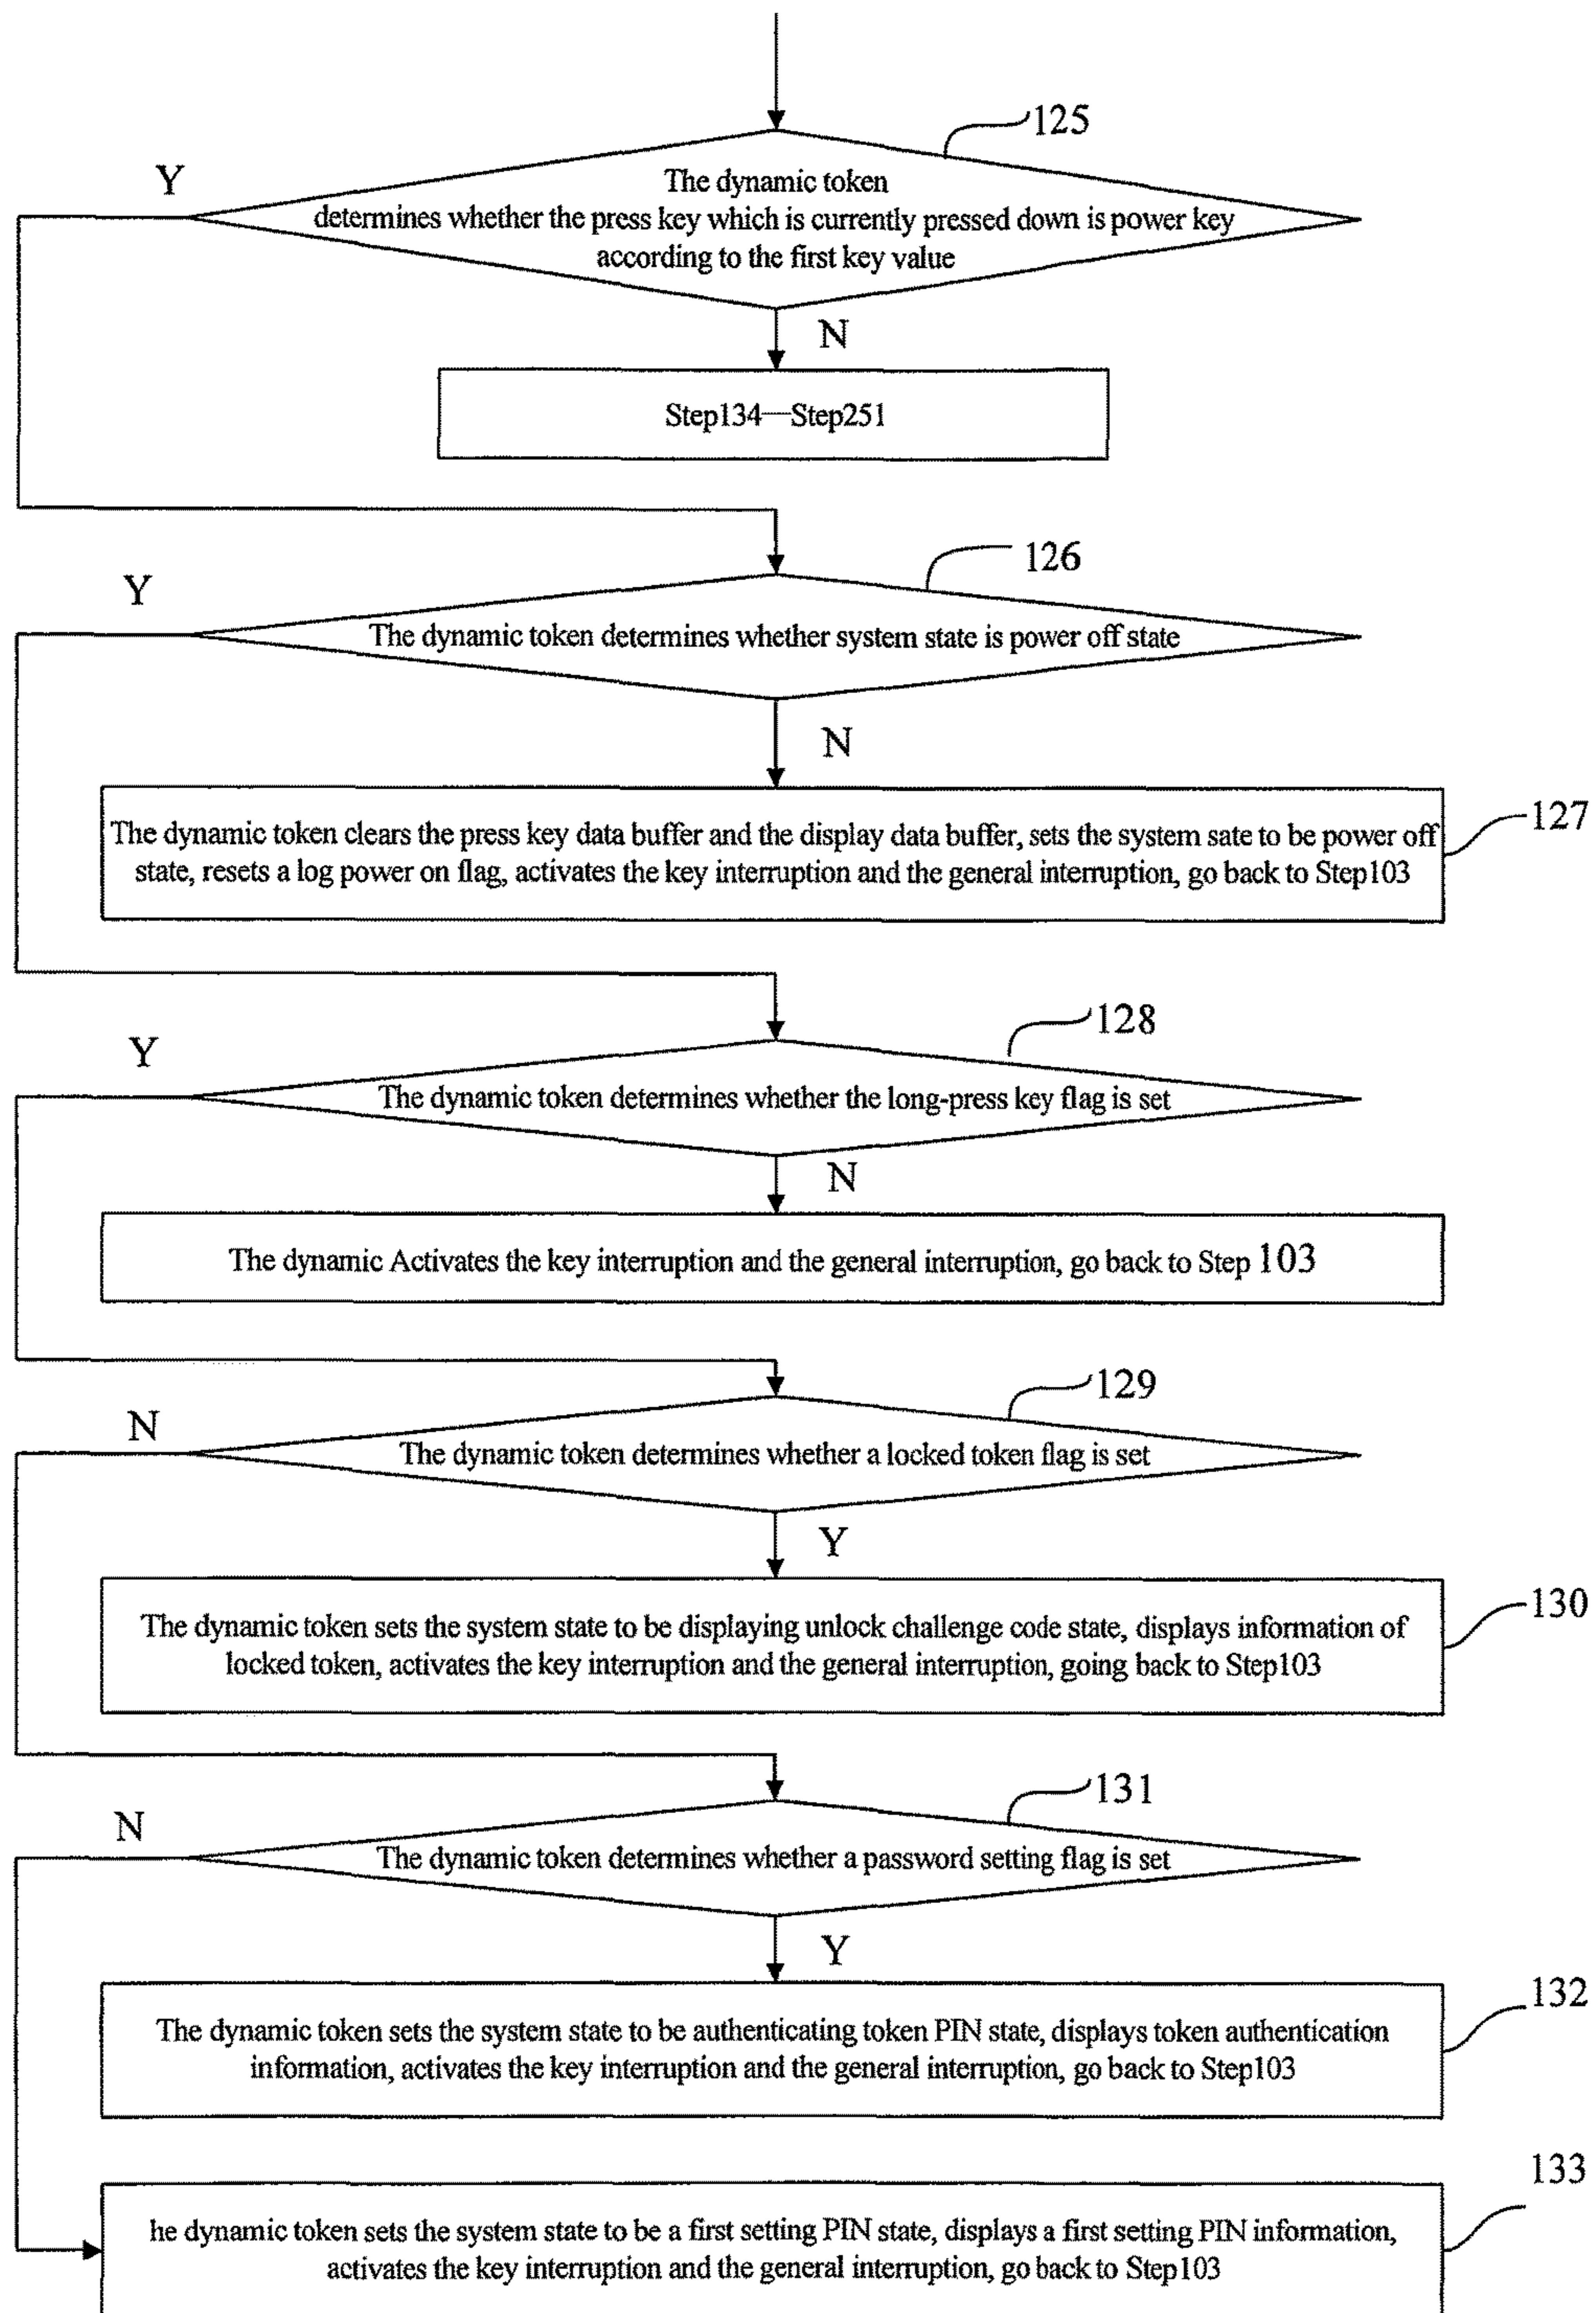 125
Y
The dynamic token
determines whether the press key which is currently pressed down is power key
according to the first key value
N
Step134—Step251
126
Y
The dynamic token determines whether system state is power off state
N
The dynamic token clears the press key data buffer and the display data buffer, sets the system sate to be power off
state, resets a log power on flag, activates the key interruption and the general interruption, go back to Step103
127
128
Y
The dynamic token determines whether the long-press key flag is set
N
The dynamic Activates the key interruption and the general interruption, go back to Step 103
129
N
The dynamic token determines whether a locked token flag is set
Y
The dynamic token sets the system state to be displaying unlock challenge code state, displays information of
locked token, activates the key interruption and the general interruption, going back to Step103
130
131
N
The dynamic token determines whether a password setting flag is set
Y
The dynamic token sets the system state to be authenticating token PIN state, displays token authentication
information, activates the key interruption and the general interruption, go back to Step103
132
133
he dynamic token sets the system state to be a first setting PIN state, displays a first setting PIN information,
activates the key interruption and the general interruption, go back to Step103